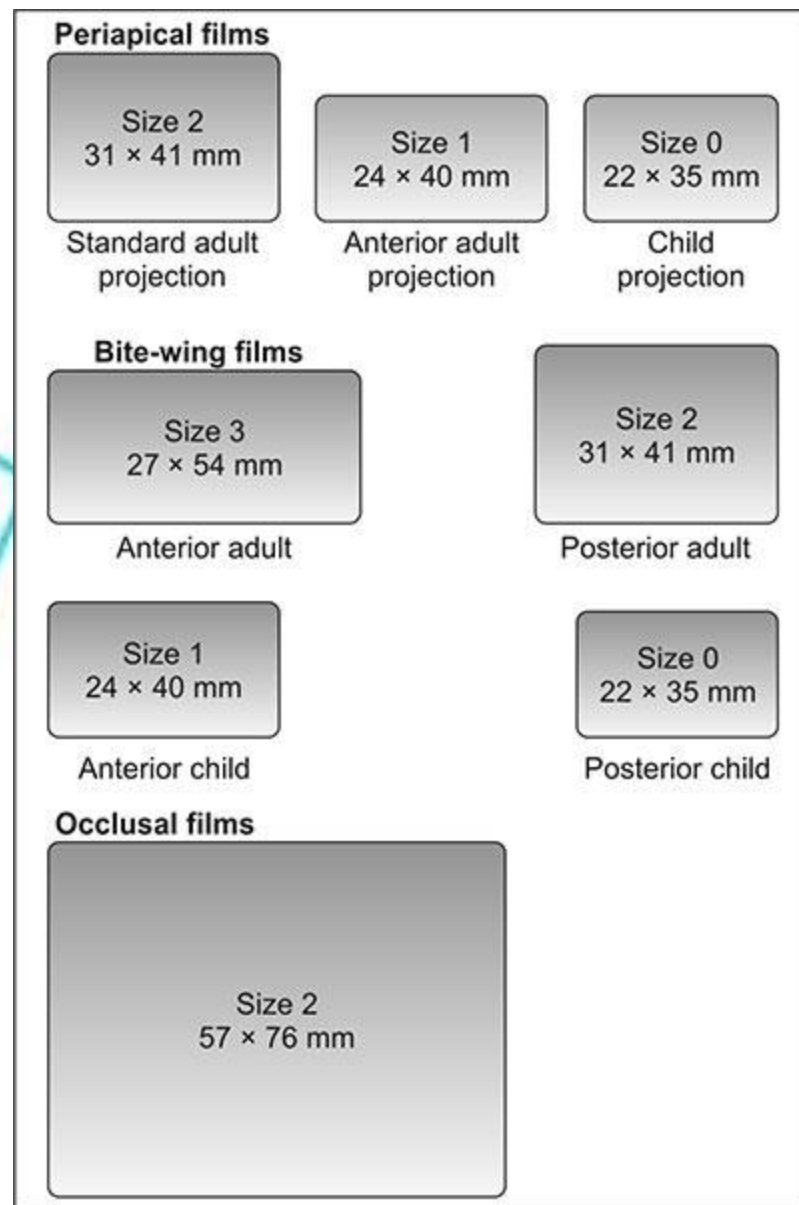 Periapical films
Size 2
31 × 41 mm
Standard adult
projection
Size 1
24 × 40 mm
Anterior adult
projection
Size 0
22 × 35 mm
Child
projection
Bite-wing films
Size 3
27 × 54 mm
Anterior adult
Size 2
31 × 41 mm
Posterior adult
Size 1
24 × 40 mm
Anterior child
Size 0
22 × 35 mm
Posterior child
Occlusal films
Size 2
57 × 76 mm